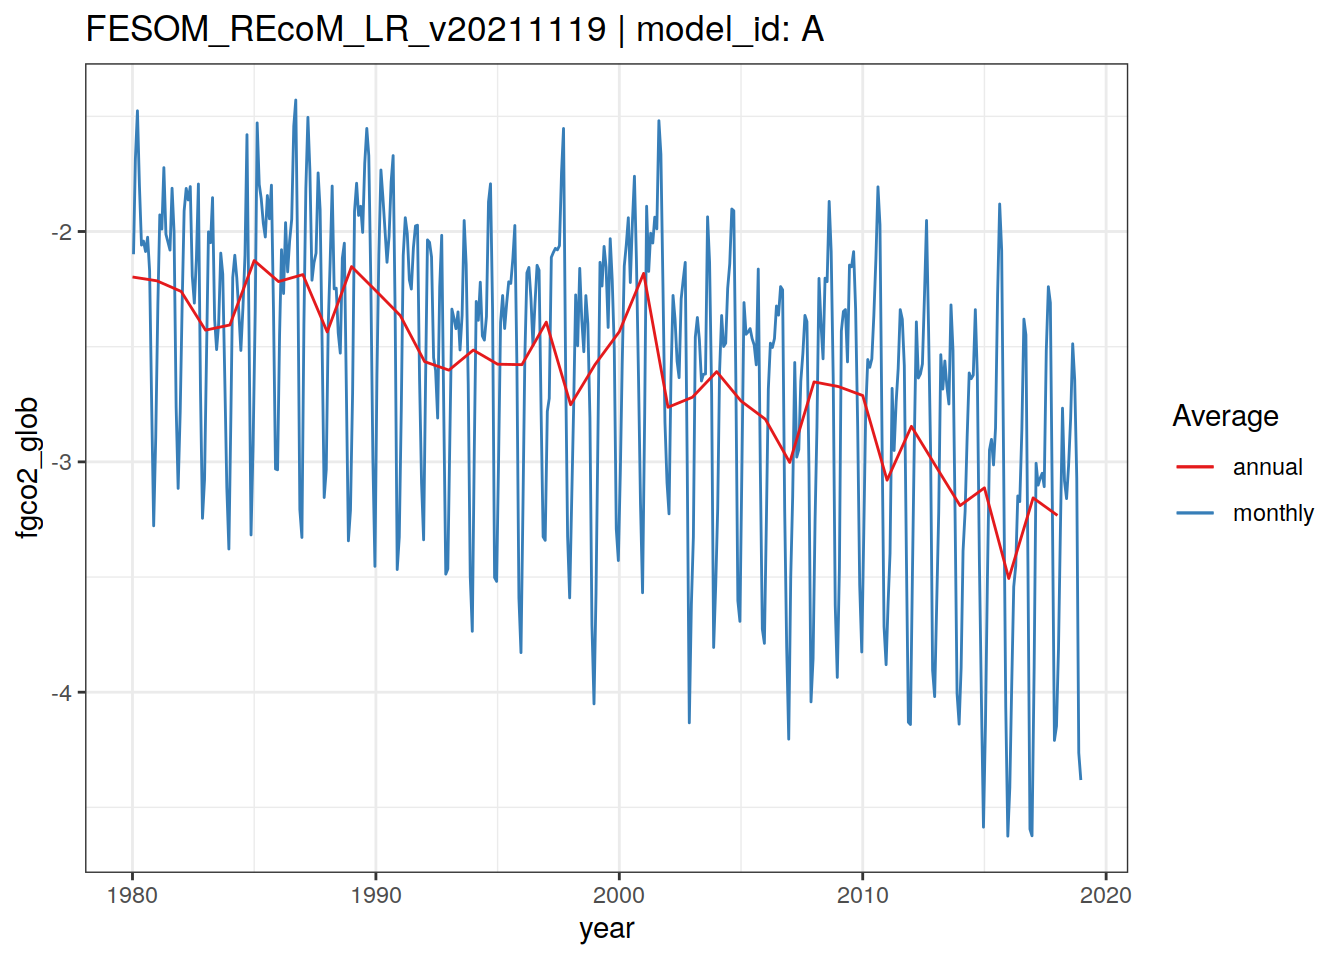 FESOM_REcoM_LR_v20211119 | model_id: A
fgco2_glob
-2
-3
-4
1980
1990
2000
2010
2020
year
Average
annual
monthly